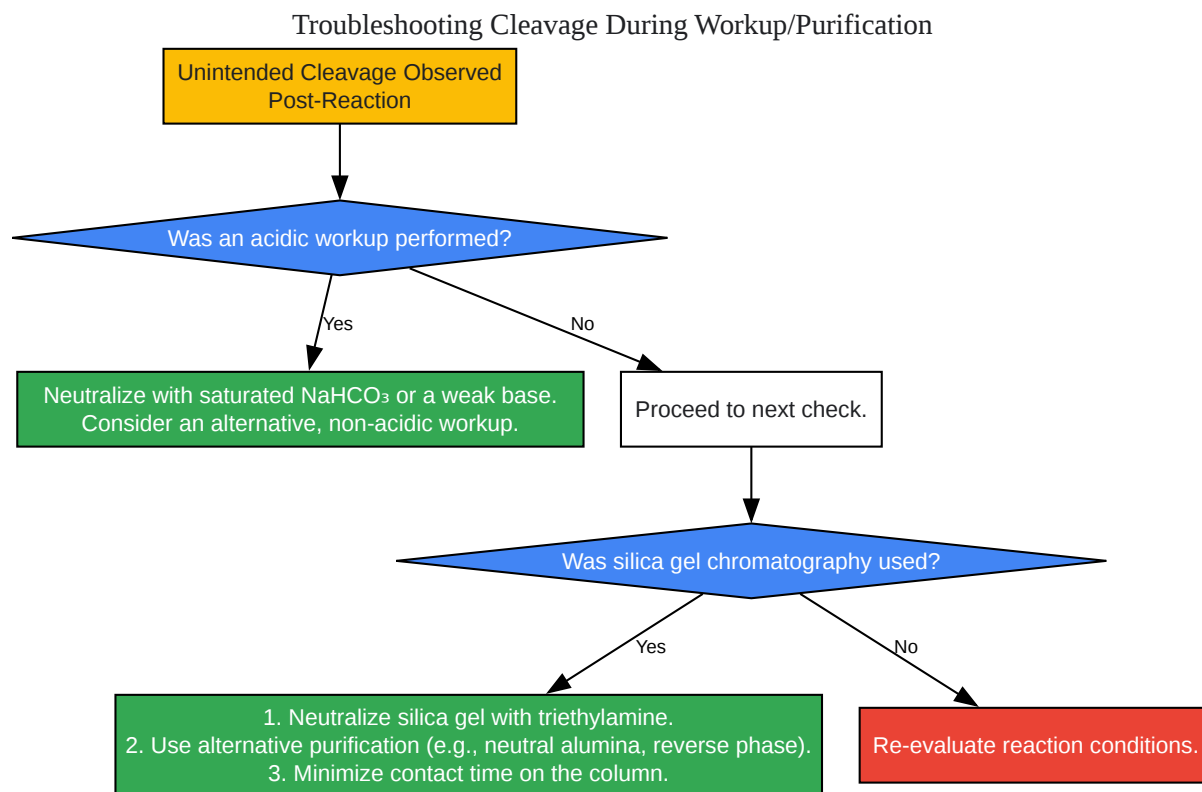 Troubleshooting Cleavage During Workup/Purification
Unintended Cleavage Observed
Post-Reaction
Was an acidic workup performed?
Yes
No
Neutralize with saturated NaHCO₃ or a weak base.
Consider an alternative, non-acidic workup.
Proceed to next check.
Was silica gel chromatography used?
Yes
No
1. Neutralize silica gel with triethylamine.
2. Use alternative purification (e.g., neutral alumina, reverse phase).
3. Minimize contact time on the column.
Re-evaluate reaction conditions.